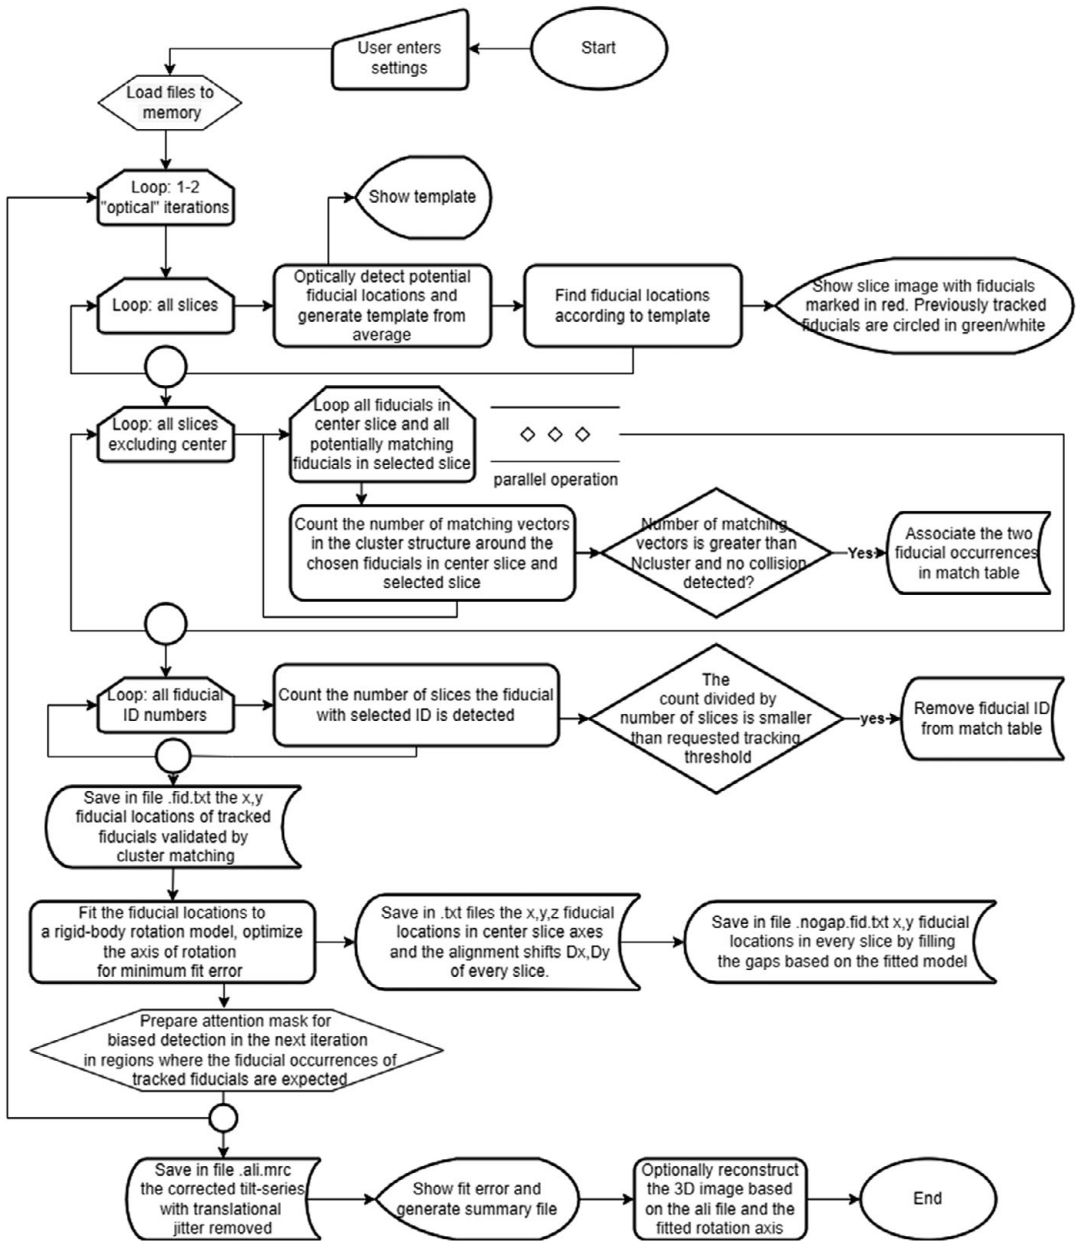 Start
User enters
settings
Load files to
memory
Loop: 1-2
"optical" iterations
Show template
Loop: all slices
Optically detect potential
fiducial locations and
generate template from
average
Find fiducial locations
according to template
Show slice image with fiducials
marked in red. Previously tracked
fiducials are circled in green/white
Loop: all slices
excluding center
Loop all fiducials in
center slice and all
potentially matching
fiducials in selected slice
parallel operation
Count the number of matching vectors
in the cluster structure around the
chosen fiducials in center slice and
selected slice
Number of matching
vectors is greater than
Ncluster and no collision
detected?
Yes
Associate the two
fiducial occurrences
in match table
Loop: all fiducial
ID numbers
Count the number of slices the fiducial
with selected ID is detected
The
count divided by
number of slices is smaller
than requested tracking
threshold
yes
Remove fiducial ID
from match table
Save in file .fid.txt the x,y
fiducial locations of tracked
fiducials validated by
cluster matching
Fit the fiducial locations to
a rigid-body rotation model, optimize
the axis of rotation
for minimum fit error
Save in .txt files the x,y,z fiducial
locations in center slice axes
and the alignment shifts Dx,Dy
of every slice.
Save in file .nogap.fid.txt x,y fiducial
locations in every slice by filling
the gaps based on the fitted model
Prepare attention mask for
biased detection in the next iteration
in regions where the fiducial occurrences of
tracked fiducials are expected
Save in file .ali.mrc
the corrected tilt-series
with translational
jitter removed
Show fit error and
generate summary file
Optionally reconstruct
the 3D image based
on the ali file and the
fitted rotation axis
End